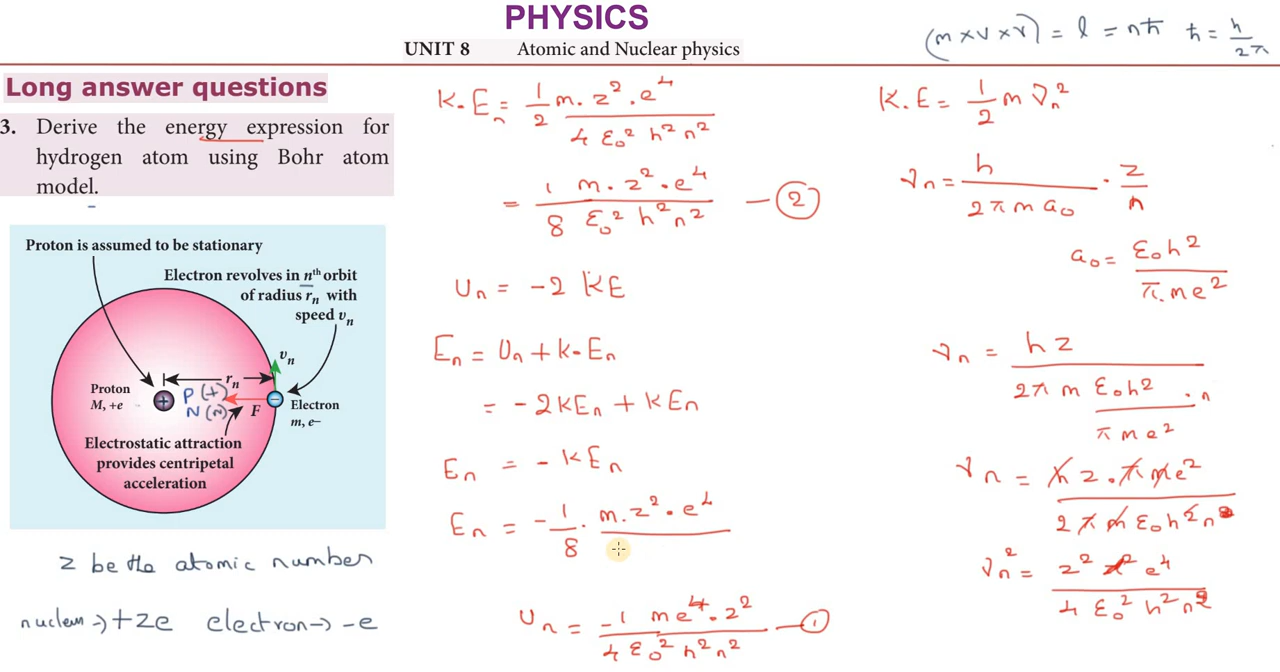 PHYSICS
UNIT 8 Atomic and Nuclear physics
(m × v × r) = l = nħ ħ = h/2π
Long answer questions
3. Derive the energy expression for
hydrogen atom using Bohr atom
model.
Proton is assumed to be stationary
Electron revolves in nth orbit
of radius rn with
speed vn
vn
rn
Proton
M, +e
+
P (+)
N (N)
F
-
Electron
m, e–
Electrostatic attraction
provides centripetal
acceleration
z be the atomic number
nucleus → +ze electron → -e
K.En = 1/2 m.z².e⁴ / 4 ε₀² h² n²
= 1/8 m.z².e⁴ / ε₀² h² n² — ②
Un = -2 KE
En = Un + K.En
= -2KEn + KEn
En = -KEn
En = -1/8 . m.z².e⁴
Un = -1/4 me⁴.z² / ε₀² h² n² — ①
K.E = 1/2 m vn²
vn = h / 2π m a₀ . z/n
a₀ = ε₀h² / π.me²
vn = hz / 2π m ε₀h²/πme² . n
vn = h z.π me² / 2π m ε₀h² n
vn² = z² e⁴ / 4 ε₀² h² n²